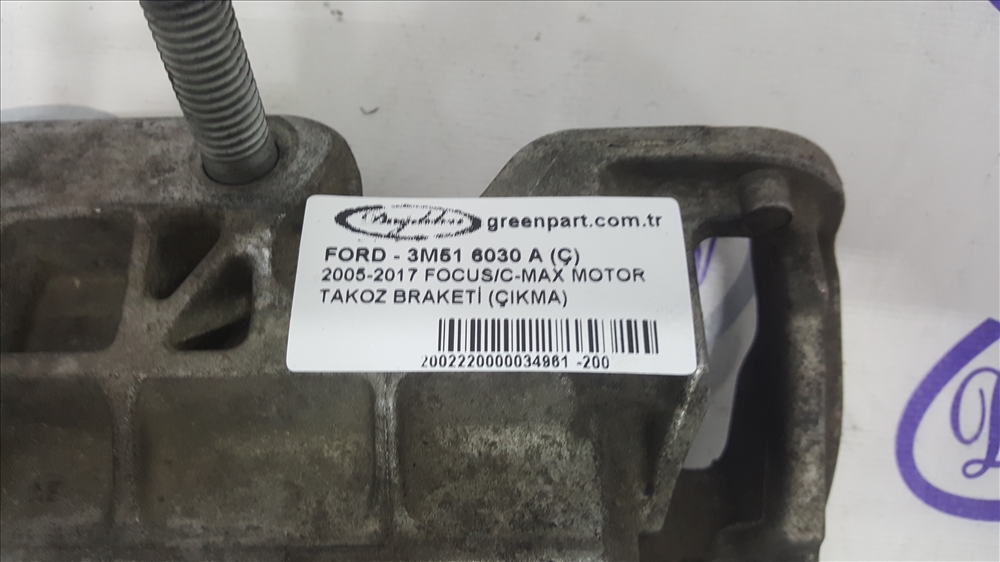 greenpart.com.tr
FORD - 3M51 6030 A (Ç)
2005-2017 FOCUS/C-MAX MOTOR
TAKOZ BRAKETİ (ÇIKMA)
2002220000034961 -200